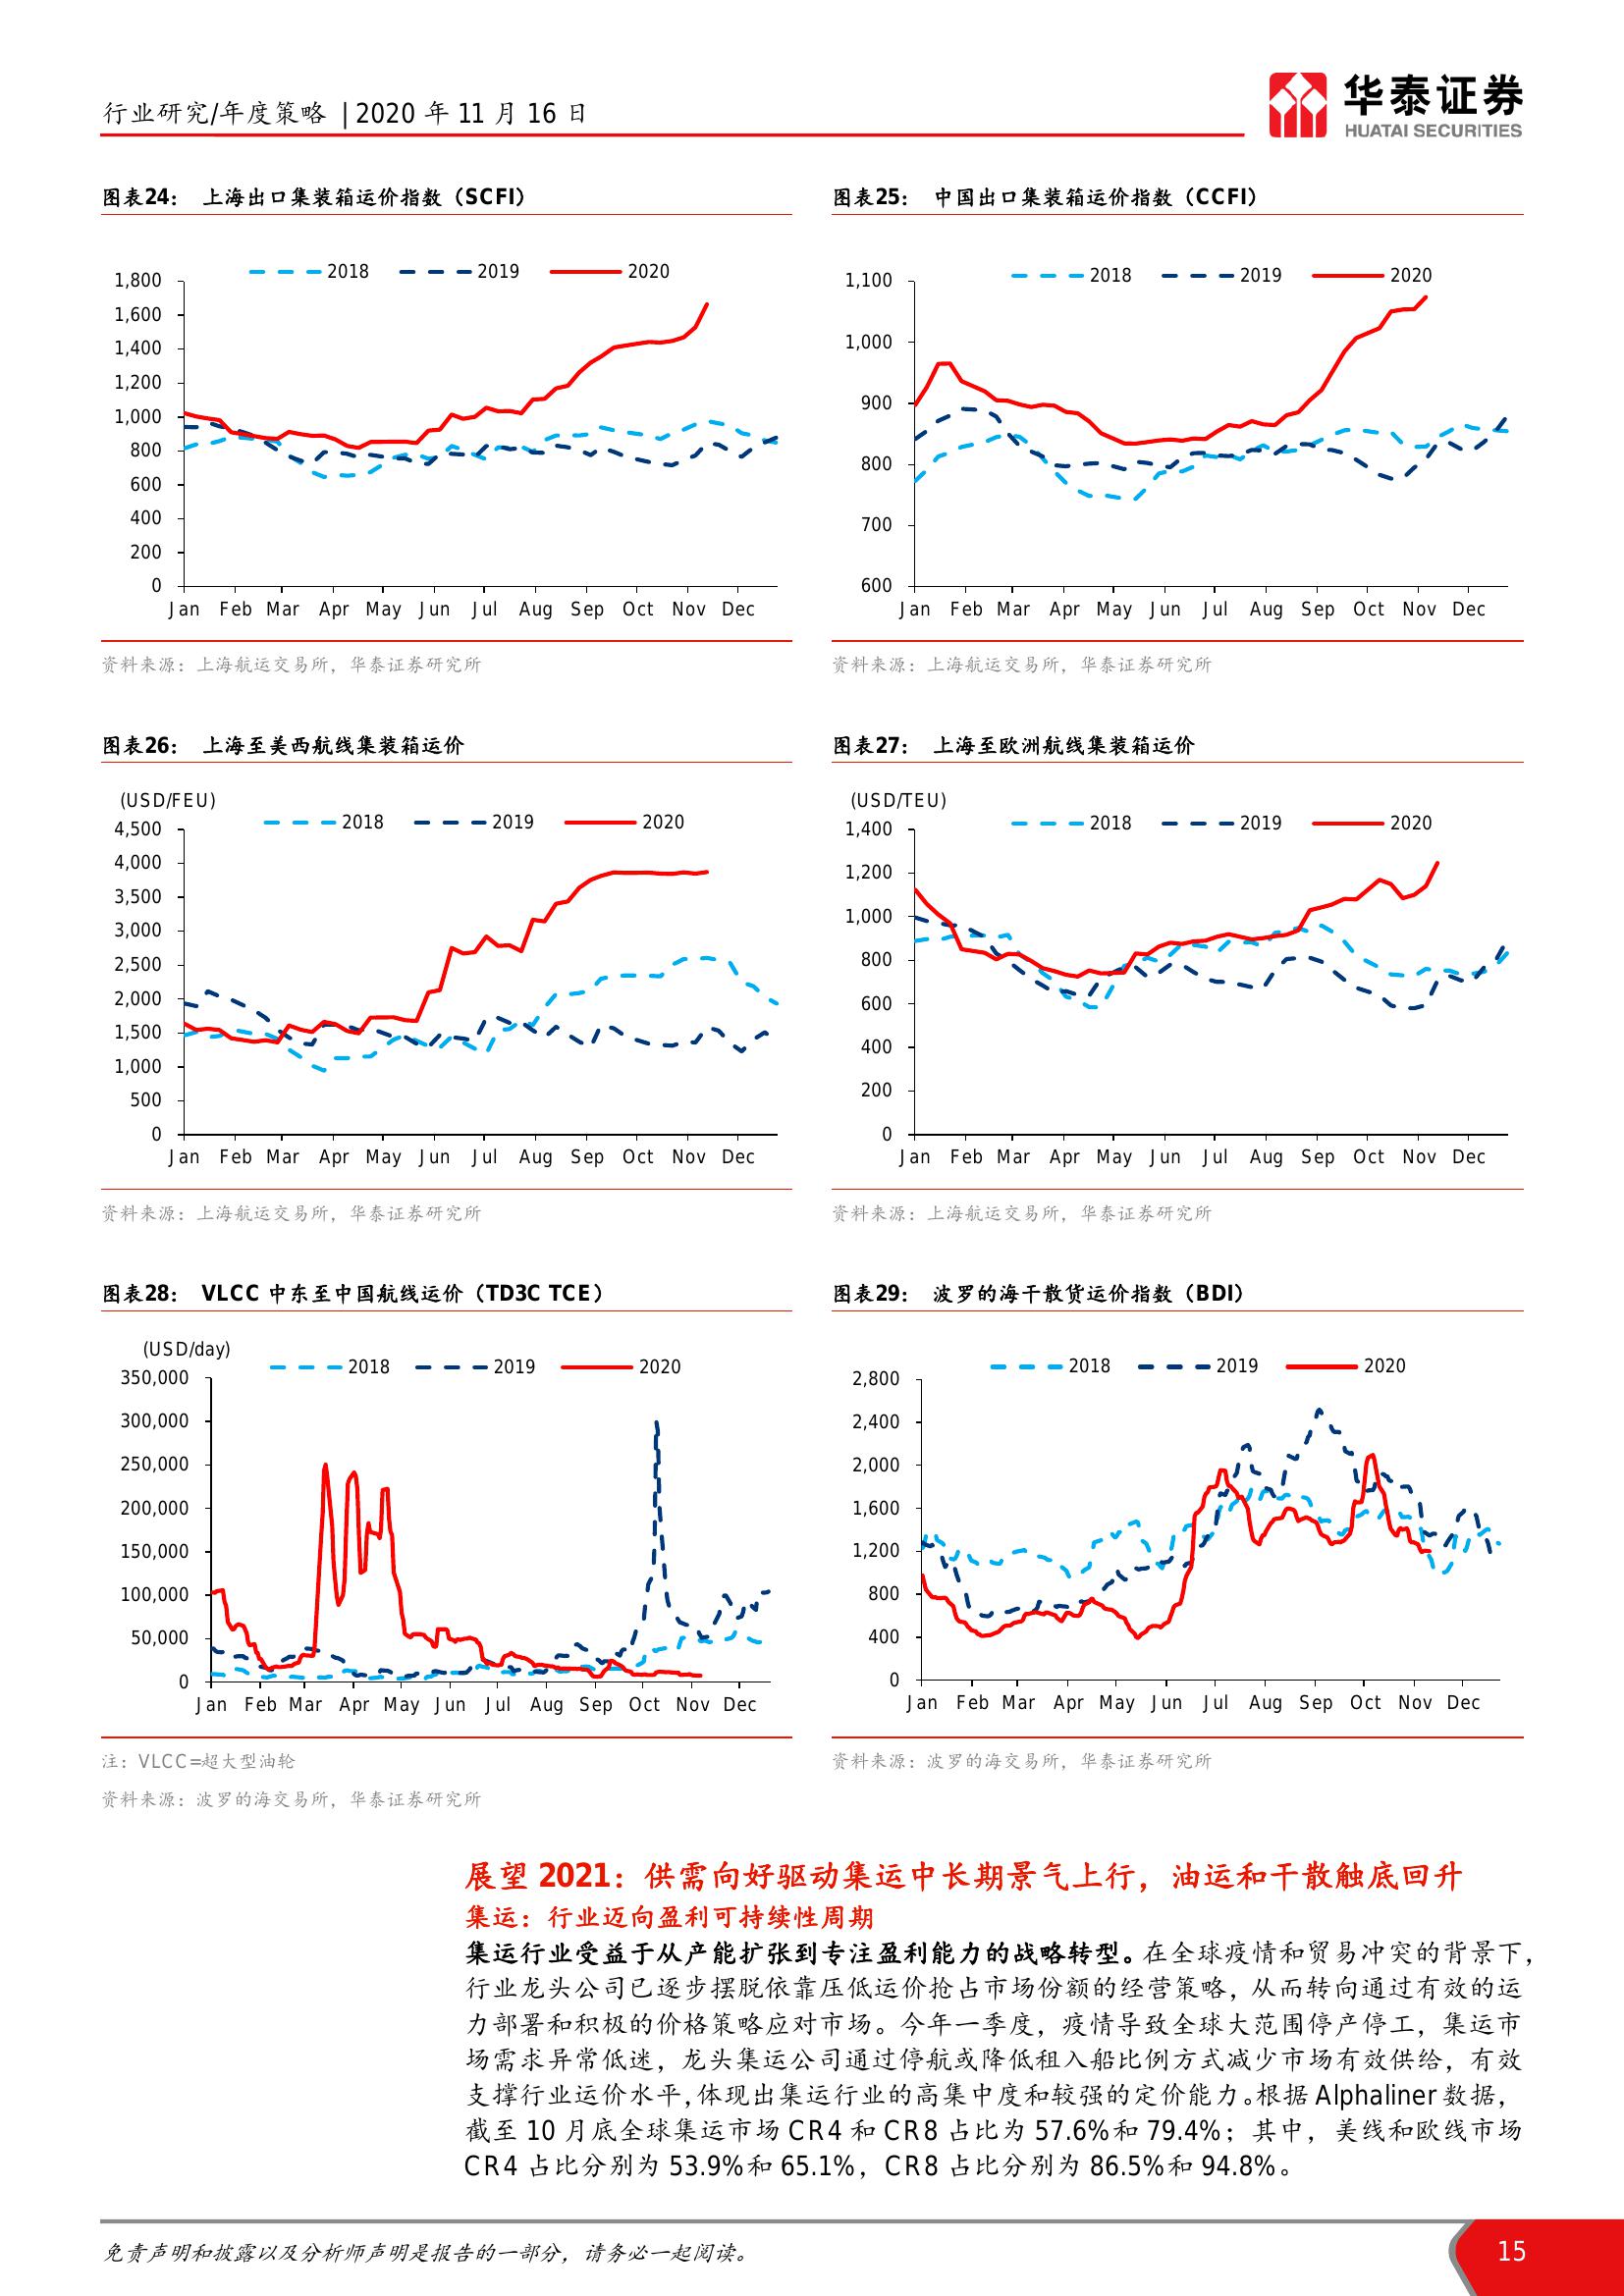 行业研究/年度策略 | 2020 年 11 月 16 日
华泰证券
HUATAI SECURITIES
图表24： 上海出口集装箱运价指数（SCFI）
2018 2019 2020
1,800
1,600
1,400
1,200
1,000
800
600
400
200
0
Jan Feb Mar Apr May Jun Jul Aug Sep Oct Nov Dec
资料来源：上海航运交易所，华泰证券研究所
图表25： 中国出口集装箱运价指数（CCFI）
2018 2019 2020
1,100
1,000
900
800
700
600
Jan Feb Mar Apr May Jun Jul Aug Sep Oct Nov Dec
资料来源：上海航运交易所，华泰证券研究所
图表26： 上海至美西航线集装箱运价
(USD/FEU)
2018 2019 2020
4,500
4,000
3,500
3,000
2,500
2,000
1,500
1,000
500
0
Jan Feb Mar Apr May Jun Jul Aug Sep Oct Nov Dec
资料来源：上海航运交易所，华泰证券研究所
图表27： 上海至欧洲航线集装箱运价
(USD/TEU)
2018 2019 2020
1,400
1,200
1,000
800
600
400
200
0
Jan Feb Mar Apr May Jun Jul Aug Sep Oct Nov Dec
资料来源：上海航运交易所，华泰证券研究所
图表28： VLCC 中东至中国航线运价（TD3C TCE）
(USD/day)
2018 2019 2020
350,000
300,000
250,000
200,000
150,000
100,000
50,000
0
Jan Feb Mar Apr May Jun Jul Aug Sep Oct Nov Dec
注：VLCC=超大型油轮
资料来源：波罗的海交易所，华泰证券研究所
图表29： 波罗的海干散货运价指数（BDI）
2018 2019 2020
2,800
2,400
2,000
1,600
1,200
800
400
0
Jan Feb Mar Apr May Jun Jul Aug Sep Oct Nov Dec
资料来源：波罗的海交易所，华泰证券研究所
展望 2021：供需向好驱动集运中长期景气上行，油运和干散触底回升
集运：行业迈向盈利可持续性周期
集运行业受益于从产能扩张到专注盈利能力的战略转型。在全球疫情和贸易冲突的背景下，
行业龙头公司已逐步摆脱依靠压低运价抢占市场份额的经营策略，从而转向通过有效的运
力部署和积极的价格策略应对市场。今年一季度，疫情导致全球大范围停产停工，集运市
场需求异常低迷，龙头集运公司通过停航或降低租入船比例方式减少市场有效供给，有效
支撑行业运价水平，体现出集运行业的高集中度和较强的定价能力。根据 Alphaliner 数据，
截至 10 月底全球集运市场 CR4 和 CR8 占比为 57.6%和 79.4%；其中，美线和欧线市场
CR4 占比分别为 53.9%和 65.1%，CR8 占比分别为 86.5%和 94.8%。
免责声明和披露以及分析师声明是报告的一部分，请务必一起阅读。
15